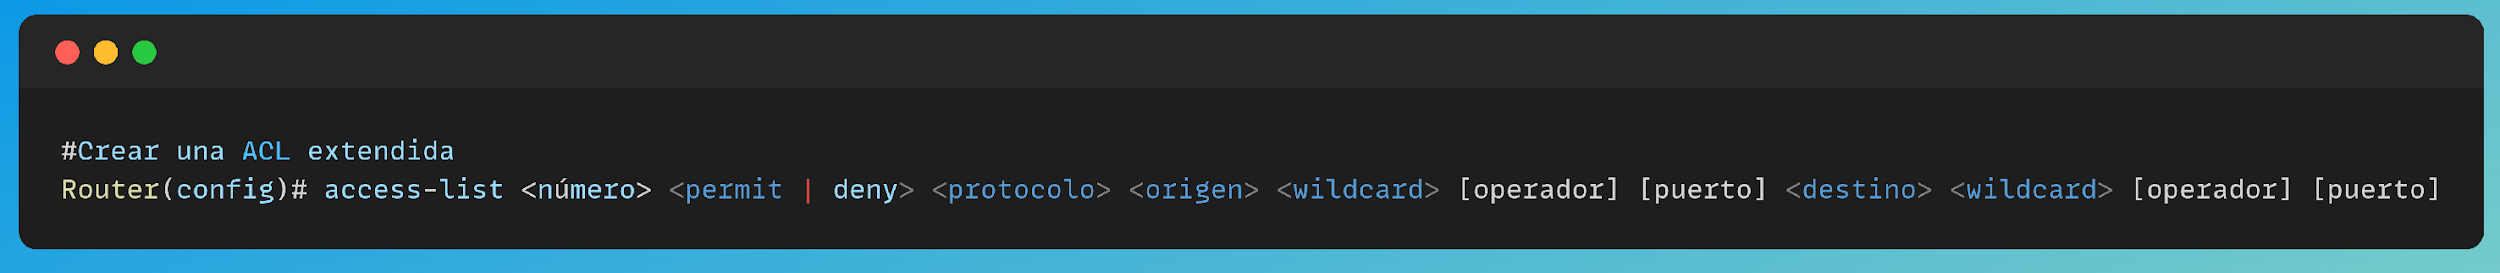 #Crear una ACL extendida
Router(config)# access-list <número> <permit | deny> <protocolo> <origen> <wildcard> [operador] [puerto] <destino> <wildcard> [operador] [puerto]